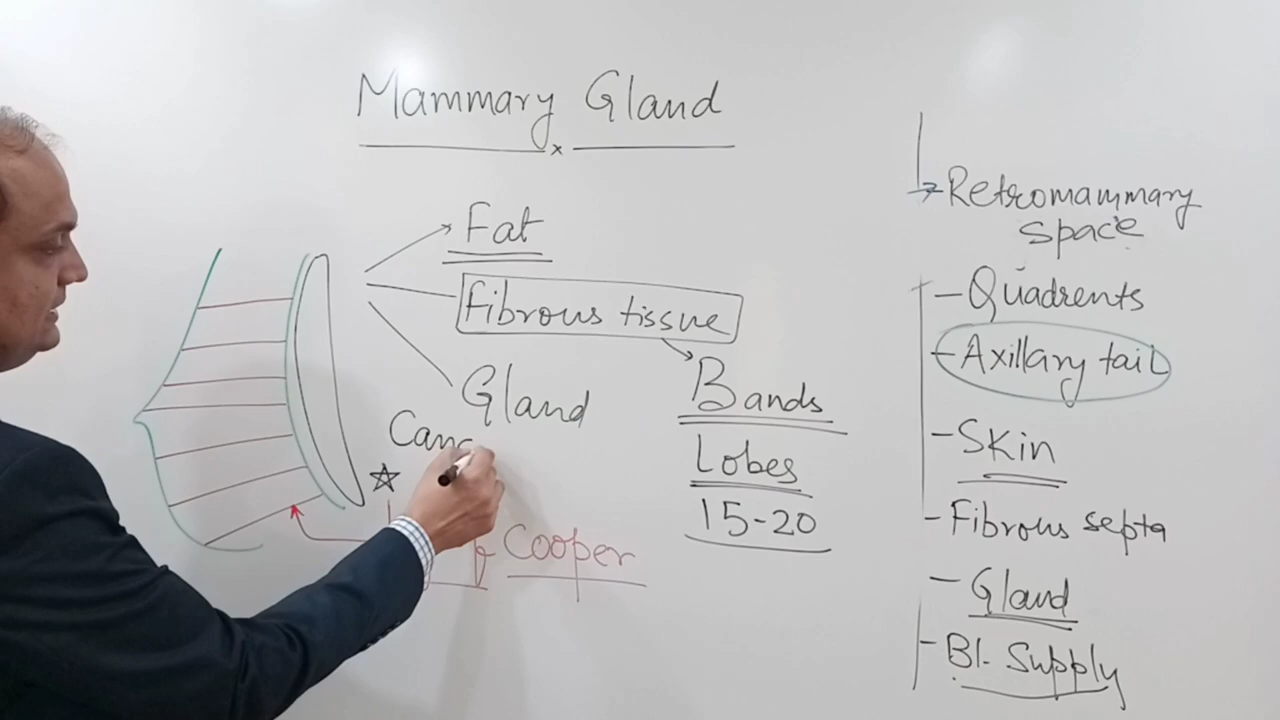 Mammary Gland
Fat
Fibrous tissue
Gland
Bands
Lobes
15-20
Canc
Cooper
Retromammary
space
- Quadrents
- Axillary tail
- Skin
- Fibrous septa
- Gland
- Bl. Supply